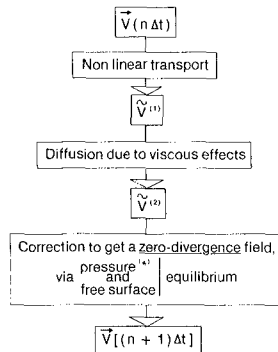 V⃗(nΔt)
Non linear transport
Ṽ⁽¹⁾
Diffusion due to viscous effects
Ṽ⁽²⁾
Correction to get a zero-divergence field,
pressure⁽*⁾
via and equilibrium
free surface
V⃗[(n + 1)Δt]